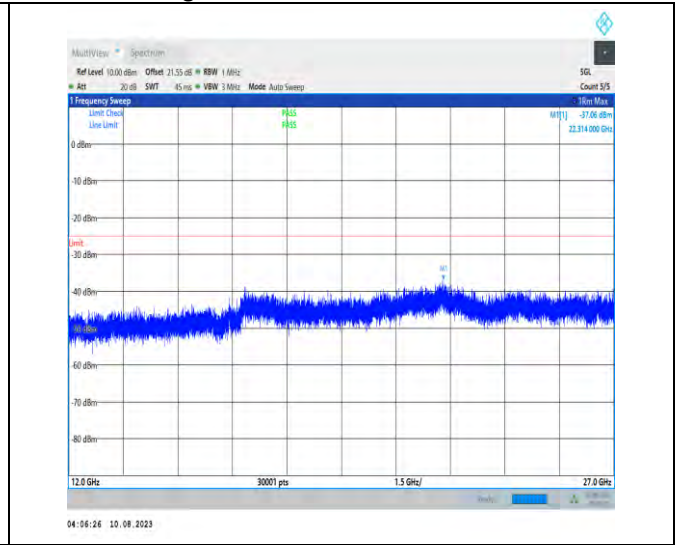 MultiView Spectrum
Ref Level 10.00 dBm Offset 21.55 dB RBW 1 MHz SGL
Att 20 dB SWT 45 ms VBW 3 MHz Mode Auto Sweep Count 5/5
1 Frequency Sweep 1Rm Max
Limit Check PASS M1[1] -37.06 dBm
Line Limit PASS 22.314 000 GHz
0 dBm
-10 dBm
-20 dBm
Limit
-30 dBm
M1
-40 dBm
-50 dBm
-60 dBm
-70 dBm
-80 dBm
12.0 GHz 30001 pts 1.5 GHz/ 27.0 GHz
Ready
04:06:26 10.08.2023